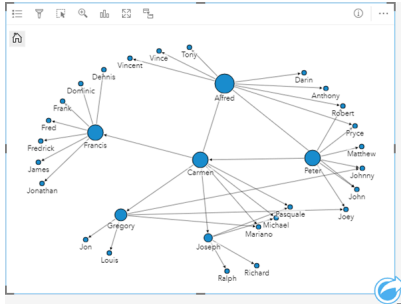 Tony
Vince
Vincent
Dennis
Darin
Dominic
Alfred
Anthony
Frank
Robert
Fred
Pryce
Fredrick
Francis
Matthew
James
Carmen
Peter
Johnny
Jonathan
John
Pasquale
Joey
Gregory
Michael
Mariano
Jon
Joseph
Louis
Ralph
Richard